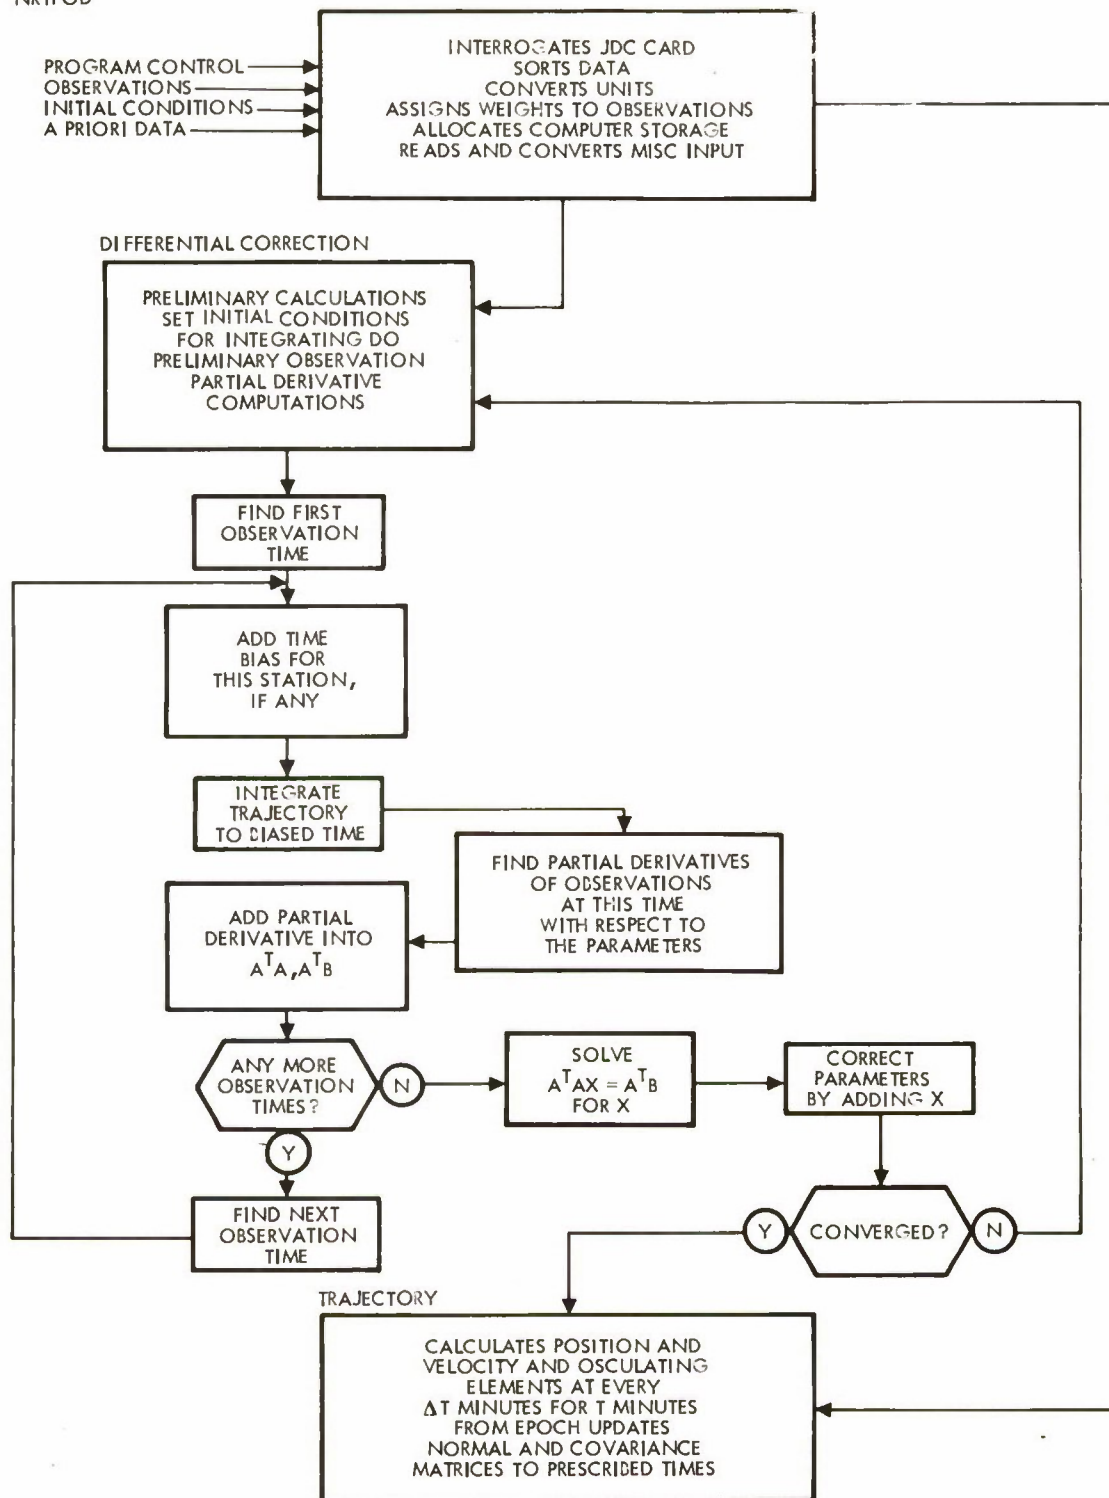 PROGRAM CONTROL
OBSERVATIONS
INITIAL CONDITIONS
A PRIORI DATA
INTERROGATES JDC CARD
SORTS DATA
CONVERTS UNITS
ASSIGNS WEIGHTS TO OBSERVATIONS
ALLOCATES COMPUTER STORAGE
READS AND CONVERTS MISC INPUT
DIFFERENTIAL CORRECTION
PRELIMINARY CALCULATIONS
SET INITIAL CONDITIONS
FOR INTEGRATING DO
PRELIMINARY OBSERVATION
PARTIAL DERIVATIVE
COMPUTATIONS
FIND FIRST
OBSERVATION
TIME
ADD TIME
BIAS FOR
THIS STATION,
IF ANY
INTEGRATE
TRAJECTORY
TO BIASED TIME
FIND PARTIAL DERIVATIVES
OF OBSERVATIONS
AT THIS TIME
WITH RESPECT TO
THE PARAMETERS
ADD PARTIAL
DERIVATIVE INTO
AᵀA, AᵀB
ANY MORE
OBSERVATION
TIMES?
N
Y
SOLVE
AᵀAX = AᵀB
FOR X
CORRECT
PARAMETERS
BY ADDING X
FIND NEXT
OBSERVATION
TIME
Y
CONVERGED?
N
TRAJECTORY
CALCULATES POSITION AND
VELOCITY AND OSCULATING
ELEMENTS AT EVERY
ΔT MINUTES FOR T MINUTES
FROM EPOCH UPDATES
NORMAL AND COVARIANCE
MATRICES TO PRESCRIBED TIMES